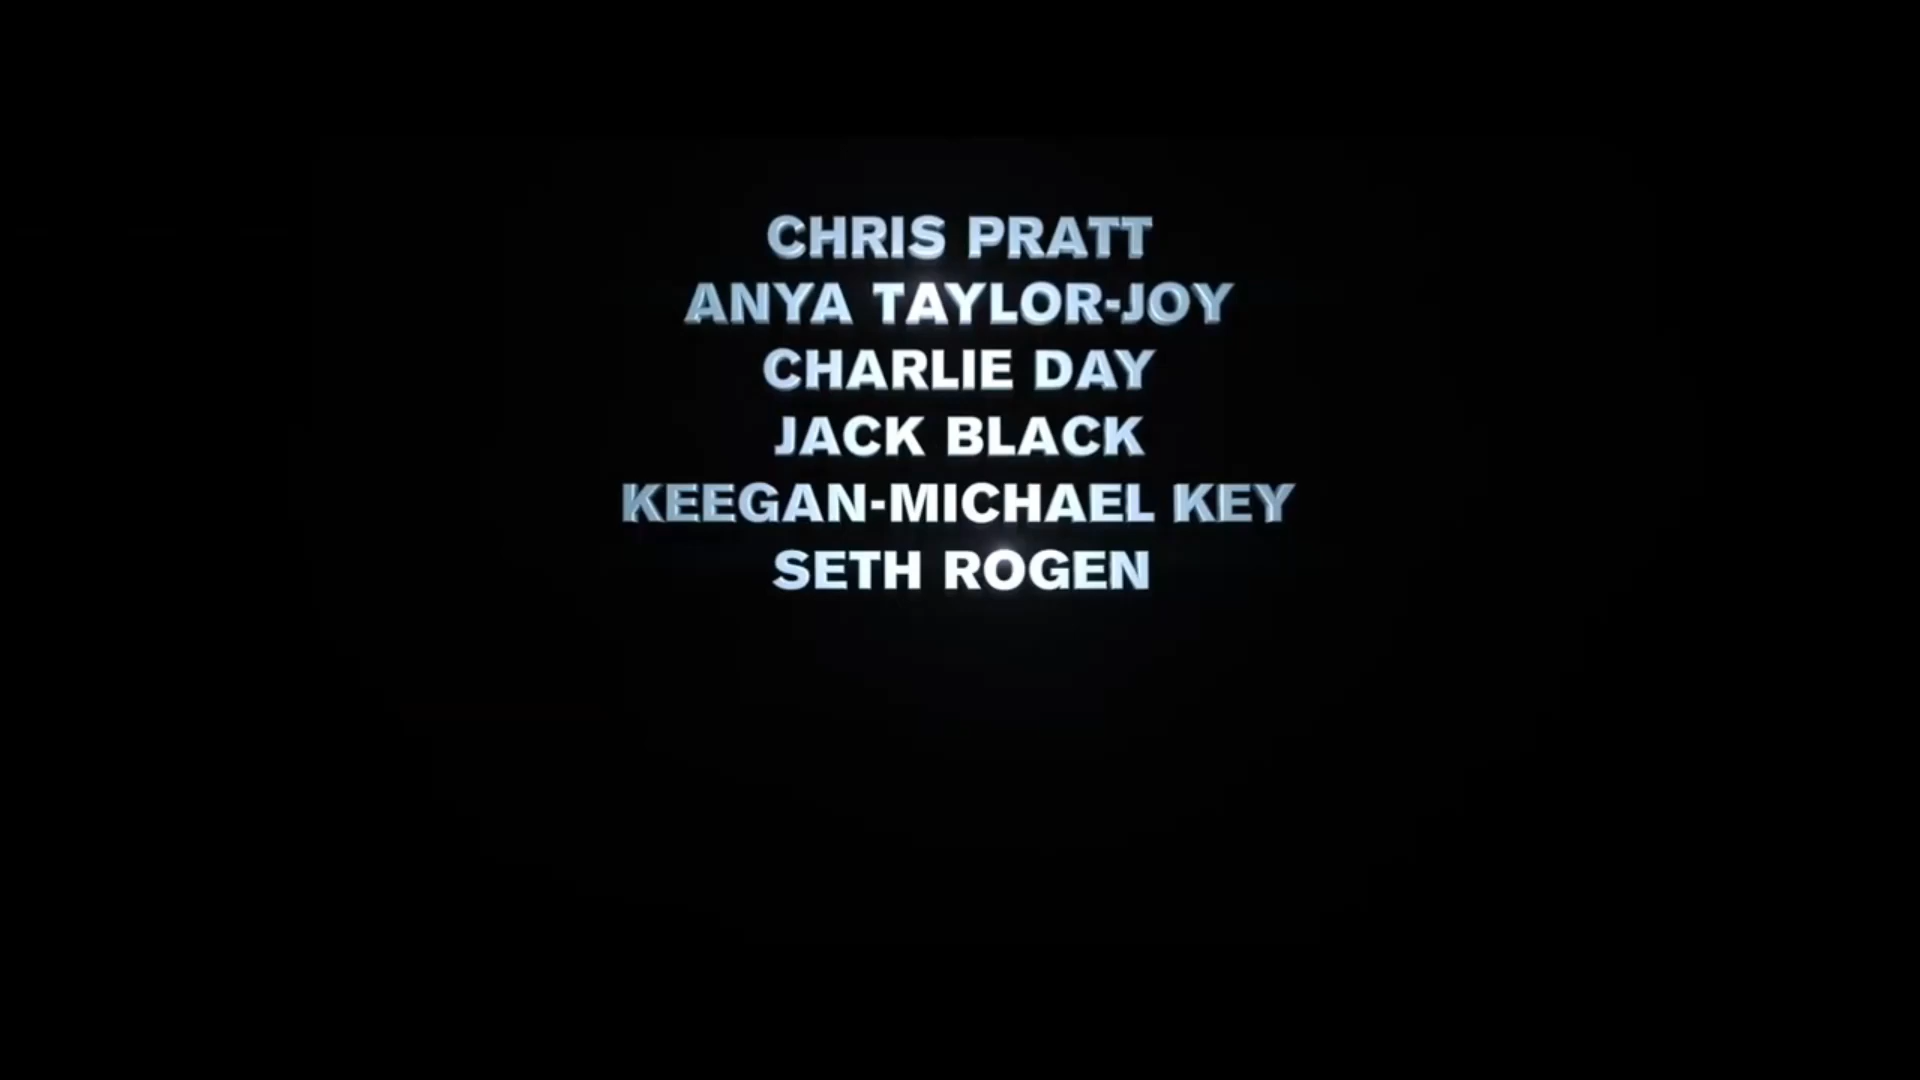 CHRIS PRATT
ANYA TAYLOR-JOY
CHARLIE DAY
JACK BLACK
KEEGAN-MICHAEL KEY
SETH ROGEN